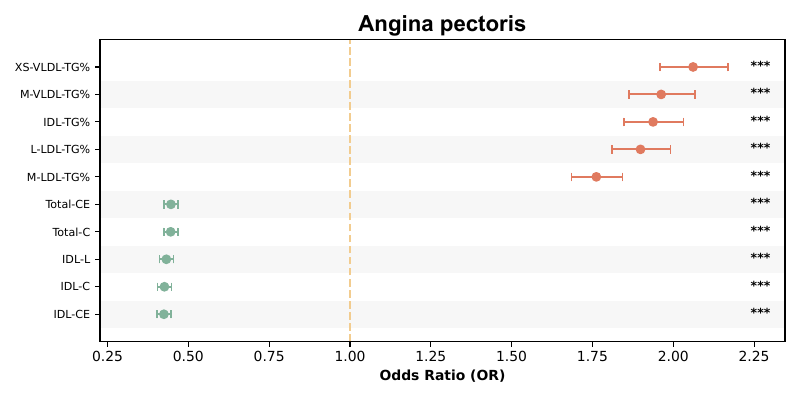 Angina pectoris
XS-VLDL-TG% ***
M-VLDL-TG% ***
IDL-TG% ***
L-LDL-TG% ***
M-LDL-TG% ***
Total-CE ***
Total-C ***
IDL-L ***
IDL-C ***
IDL-CE ***
0.25 0.50 0.75 1.00 1.25 1.50 1.75 2.00 2.25
Odds Ratio (OR)